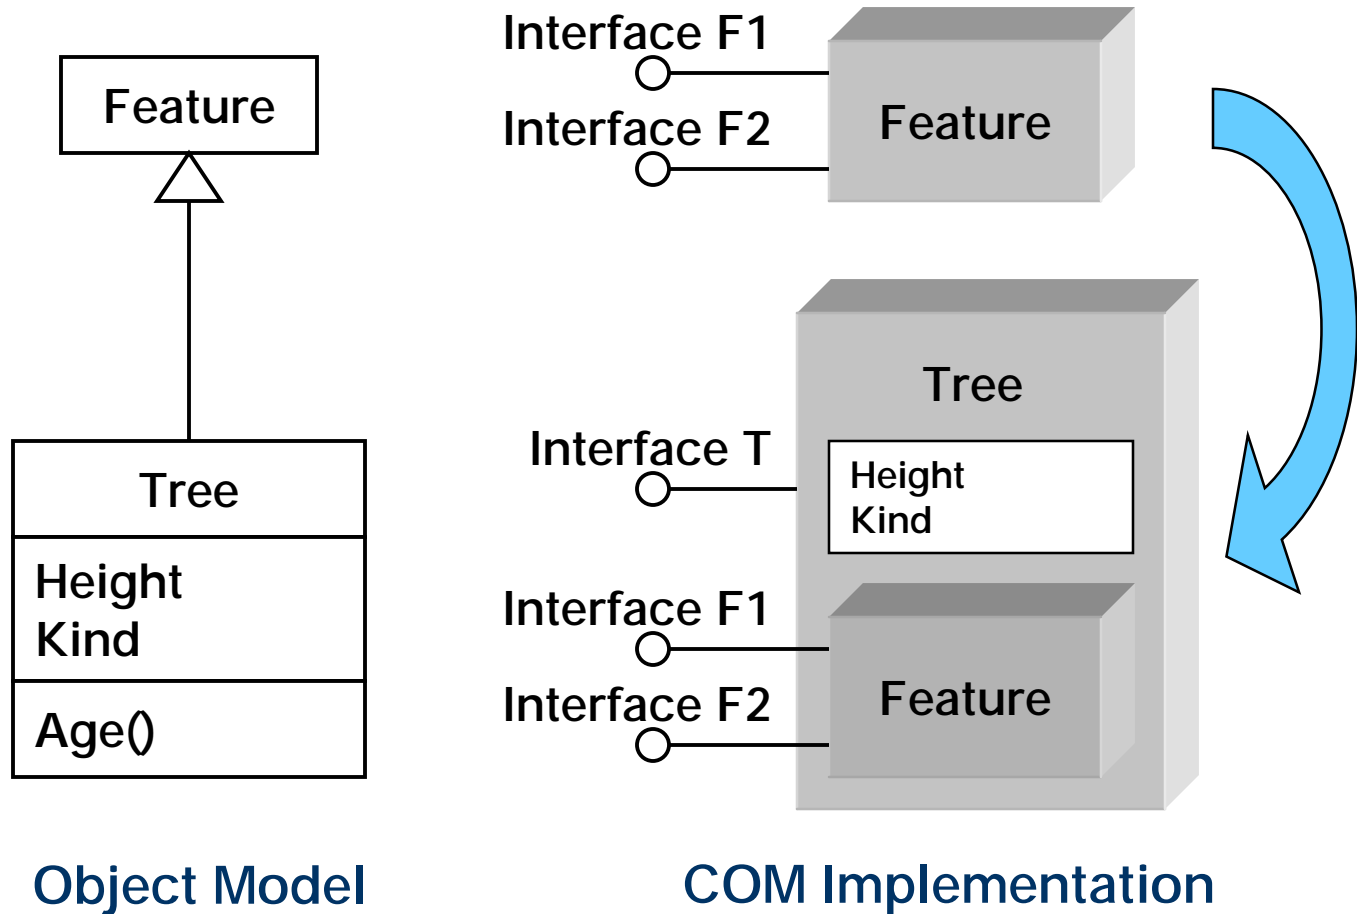 Feature
Tree
Height
Kind
Age()
Object Model
Interface F1
Interface F2
Feature
Tree
Interface T
Height
Kind
Interface F1
Interface F2
Feature
COM Implementation